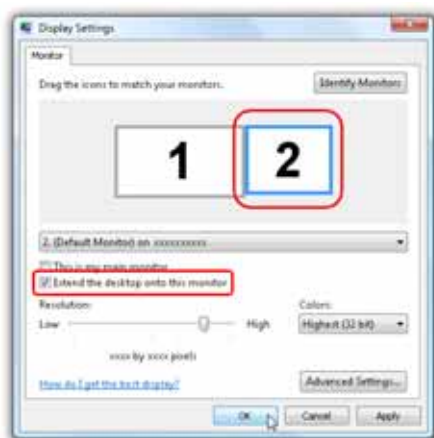 Display Settings
Monitor
Drag the icons to match your monitors.
Identify Monitors
1
2
2. (Default Monitor) on xxxxxxxxxx
This is my main monitor
Extend the desktop onto this monitor
Resolution:
Low
High
xxxx by xxxx pixels
Colors:
Highest (32 bit)
How do I get the best display?
Advanced Settings...
OK
Cancel
Apply